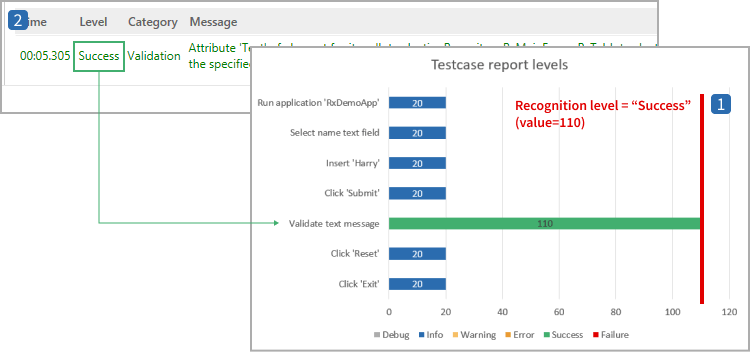 2
ime Level Category Message
00:05.305 Success Validation Attribute
the specified
Testcase report levels
1
Recognition level = “Success”
(value=110)
Run application 'RxDemoApp' 20
Select name text field 20
Insert 'Harry' 20
Click 'Submit' 20
Validate text message 110
Click 'Reset' 20
Click 'Exit' 20
0 20 40 60 80 100 120
Debug Info Warning Error Success Failure